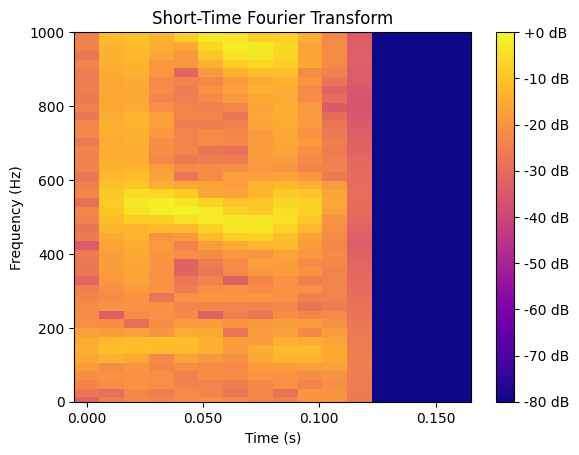 Short-Time Fourier Transform
1000
800
600
400
200
0
Frequency (Hz)
0.000
0.050
0.100
0.150
Time (s)
+0 dB
-10 dB
-20 dB
-30 dB
-40 dB
-50 dB
-60 dB
-70 dB
-80 dB